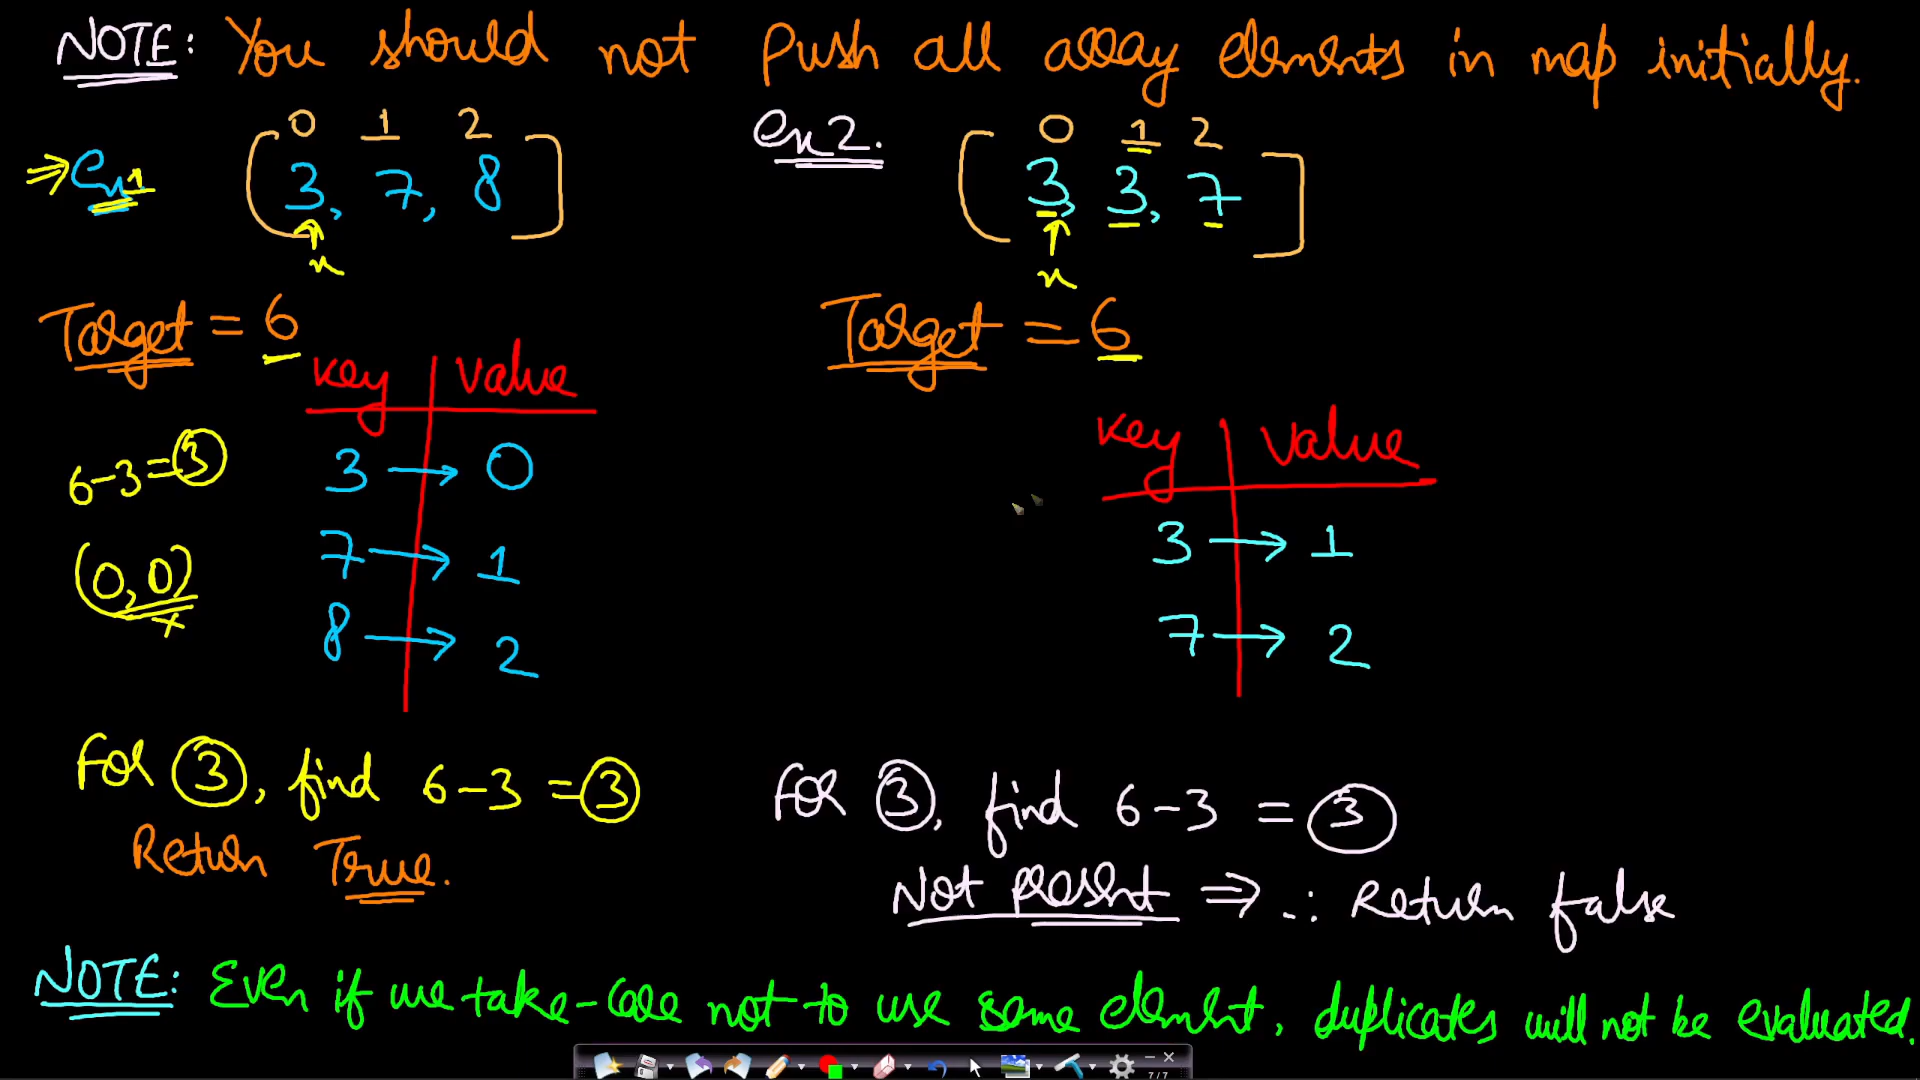 NOTE: You should not Push all array elements in map initially.
⇒ Ex1
0 1 2
3, 7, 8
x
Target = 6
key value
6-3=3
3 → 0
(0,0)
7 → 1
8 → 2
For 3, find 6-3 = 3
Return True.
ex2.
0 1 2
3, 3, 7
x
Target = 6
key value
3 → 1
7 → 2
For 3, find 6-3 = 3
Not present ⇒ ∴ Return false
NOTE: Even if we take-care not to use same element, duplicates will not be evaluated.
7/7